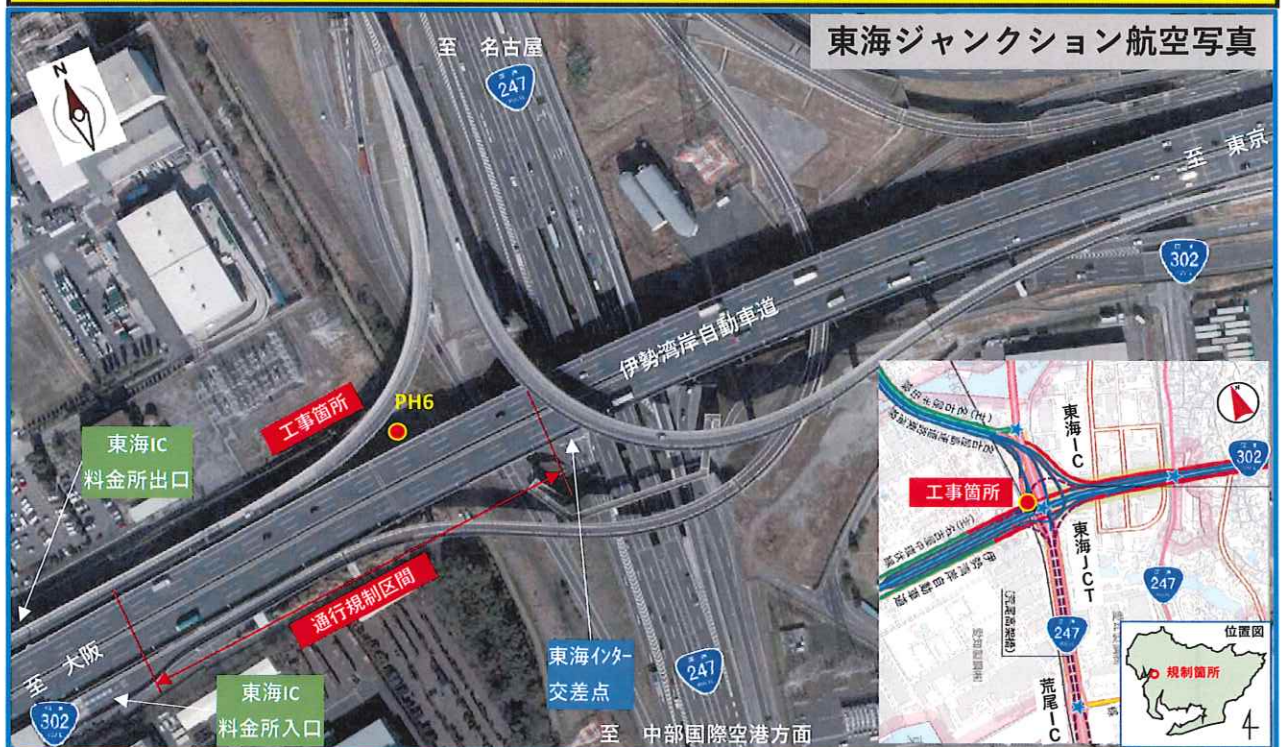 東海ジャンクション航空写真
N
至 名古屋
247
至 東京
302
伊勢湾岸自動車道
工事箇所
PH6
東海IC
料金所出口
通行規制区間
至 大阪
302
東海IC
料金所入口
東海インター
交差点
247
至 中部国際空港方面
東海IC
302
工事箇所
東海JCT
247
247
荒尾IC
位置図
規制箇所